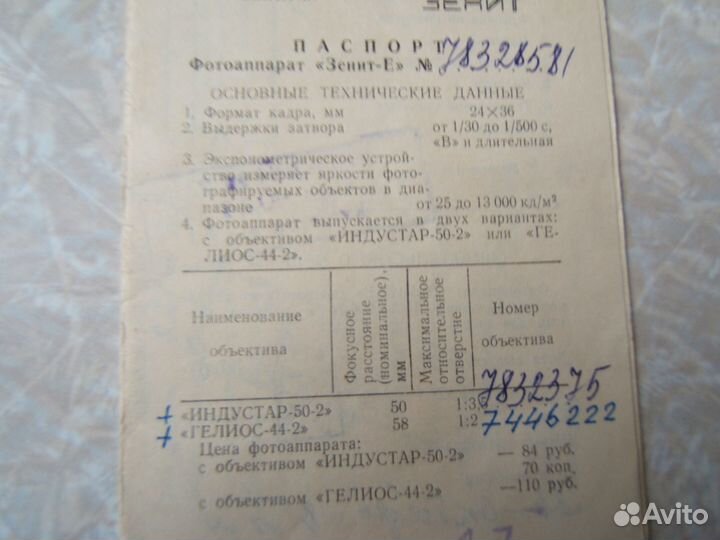 ЗЕНИТ
ПАСПОРТ
Фотоаппарат «Зенит-Е» № 78328581
ОСНОВНЫЕ ТЕХНИЧЕСКИЕ ДАННЫЕ
1. Формат кадра, мм 24×36
2. Выдержки затвора от 1/30 до 1/500 с,
«В» и длительная
3. Экспонометрическое устрой-
ство измеряет яркости фото-
графируемых объектов в диа-
пазоне от 25 до 13 000 кд/м²
4. Фотоаппарат выпускается в двух вариантах:
с объективом «ИНДУСТАР-50-2» или «ГЕ-
ЛИОС-44-2».
Наименование объектива
Фокусное расстояние (номинальное), мм
Максимальное относительное отверстие
Номер объектива
+ «ИНДУСТАР-50-2» 50 1:3,5 7832375
+ «ГЕЛИОС-44-2» 58 1:2 7446222
Цена фотоаппарата:
с объективом «ИНДУСТАР-50-2» — 84 руб.
70 коп.
с объективом «ГЕЛИОС-44-2» —110 руб.
Avito